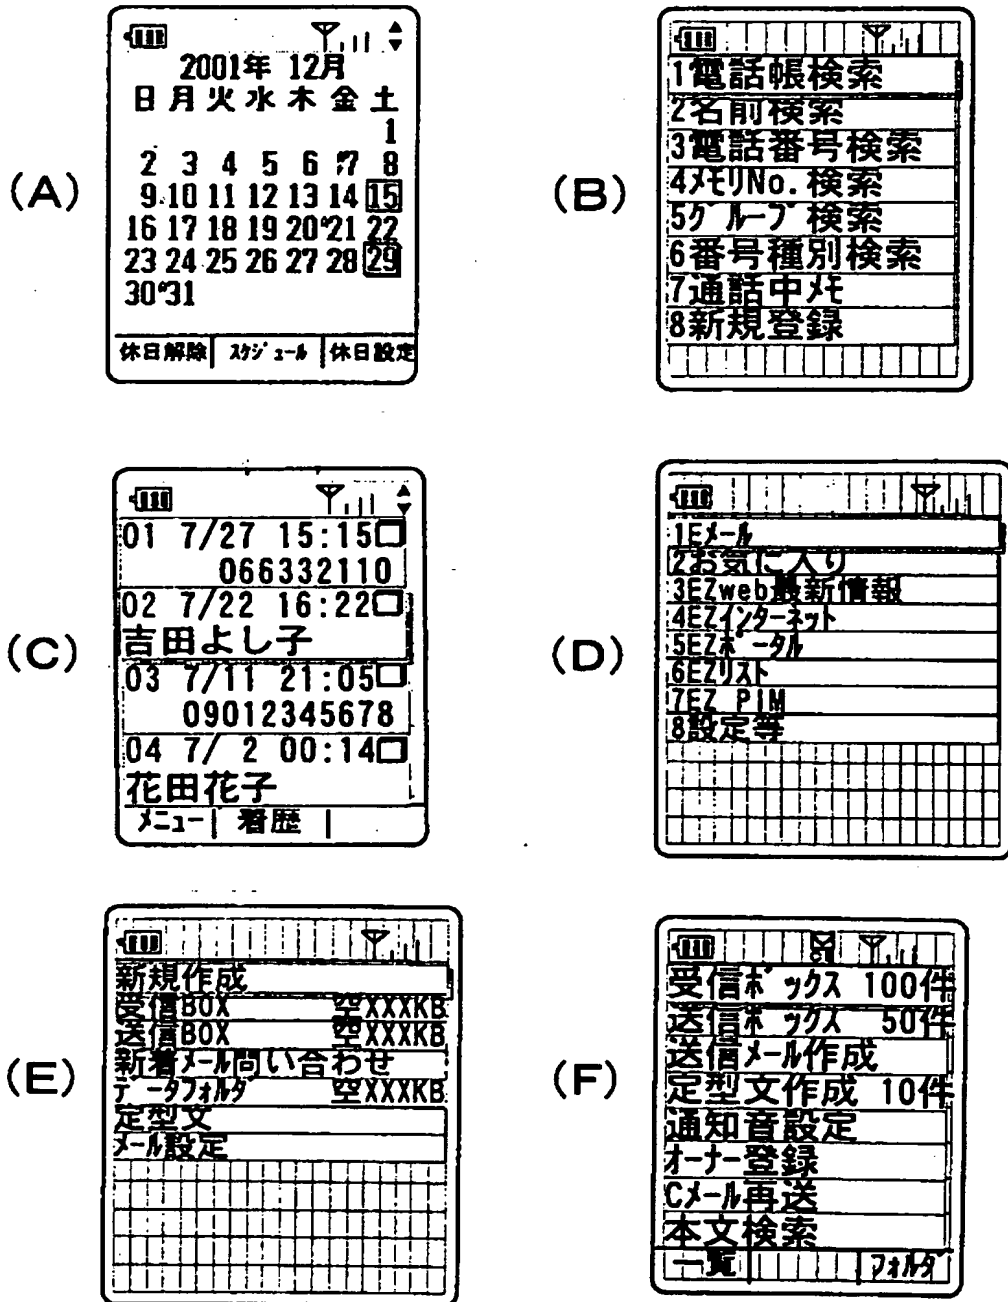 (A)
2001年 12月
日 月 火 水 木 金 土
1
2 3 4 5 6 7 8
9 10 11 12 13 14 15
16 17 18 19 20 21 22
23 24 25 26 27 28 29
30 31
休日解除 スケジュール 休日設定
(B)
1電話帳検索
2名前検索
3電話番号検索
4メモリNo.検索
5グループ検索
6番号種別検索
7通話中メモ
8新規登録
(C)
01 7/27 15:15
066332110
02 7/22 16:22
吉田よし子
03 7/11 21:05
09012345678
04 7/ 2 00:14
花田花子
メニュー 着歴
(D)
1Eメール
2お気に入り
3EZweb最新情報
4EZインターネット
5EZポータル
6EZリスト
7EZ PIM
8設定等
(E)
新規作成
受信BOX 空XXXKB
送信BOX 空XXXKB
新着メール問い合わせ
データフォルダ 空XXXKB
定型文
メール設定
(F)
受信ボックス 100件
送信ボックス 50件
送信メール作成
定型文作成 10件
通知音設定
オーナー登録
Cメール再送
本文検索
一覧 フォルダ